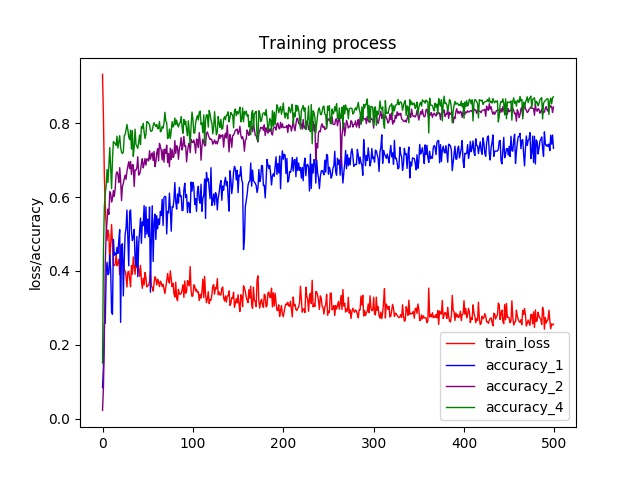 Training process
loss/accuracy
0.8
0.6
0.4
0.2
0.0
0 100 200 300 400 500
train_loss
accuracy_1
accuracy_2
accuracy_4